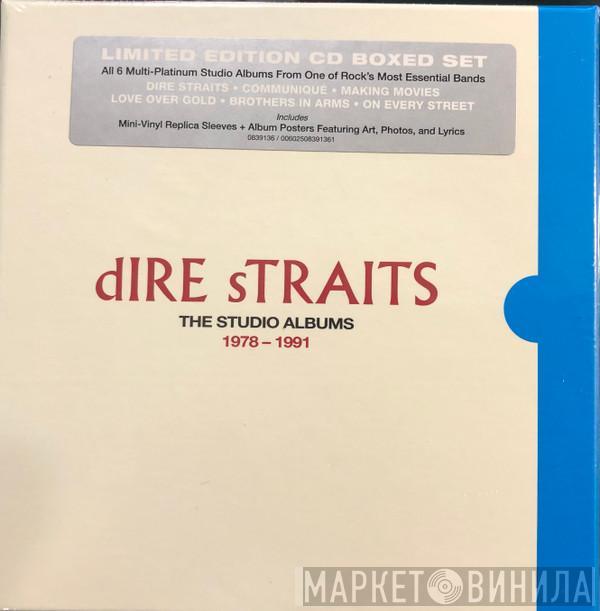 LIMITED EDITION CD BOXED SET
All 6 Multi-Platinum Studio Albums From One of Rock's Most Essential Bands
DIRE STRAITS • COMMUNIQUÉ • MAKING MOVIES
LOVE OVER GOLD • BROTHERS IN ARMS • ON EVERY STREET
Includes
Mini-Vinyl Replica Sleeves + Album Posters Featuring Art, Photos, and Lyrics
0839136 / 00602508391361
dIRE sTRAITS
THE STUDIO ALBUMS
1978 – 1991
МАРКЕТ ВИНИЛА